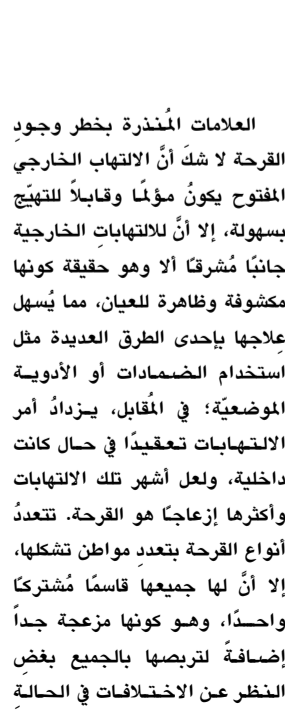 العلامات المُنذرة بخطر وجودِ
القرحة لا شكَ أنَّ الالتهاب الخارجي
المفتوح يكونُ مؤلمًا وقابلاً للتهيّج
بسهولة، إلا أنَّ للالتهاباتِ الخارجية
جانبًا مُشرقًا ألا وهو حقيقة كونها
مكشوفة وظاهرة للعيان، مما يُسهل
عِلاجها بإحدى الطرق العديدة مثل
استخدام الضمادات أو الأدوية
الموضعيّة؛ في المُقابل، يزدادُ أمر
الالتهابات تعقيدًا في حال كانت
داخلية، ولعل أشهر تلك الالتهابات
وأكثرها إزعاجًا هو القرحة. تتعددُ
أنواع القرحة بتعددِ مواطن تشكلها،
إلا أنَّ لها جميعها قاسمًا مُشتركًا
واحدًا، وهو كونها مزعجة جداً
إضافةً لتربصها بالجميع بغضِ
النظر عن الاختلافات في الحالةِ